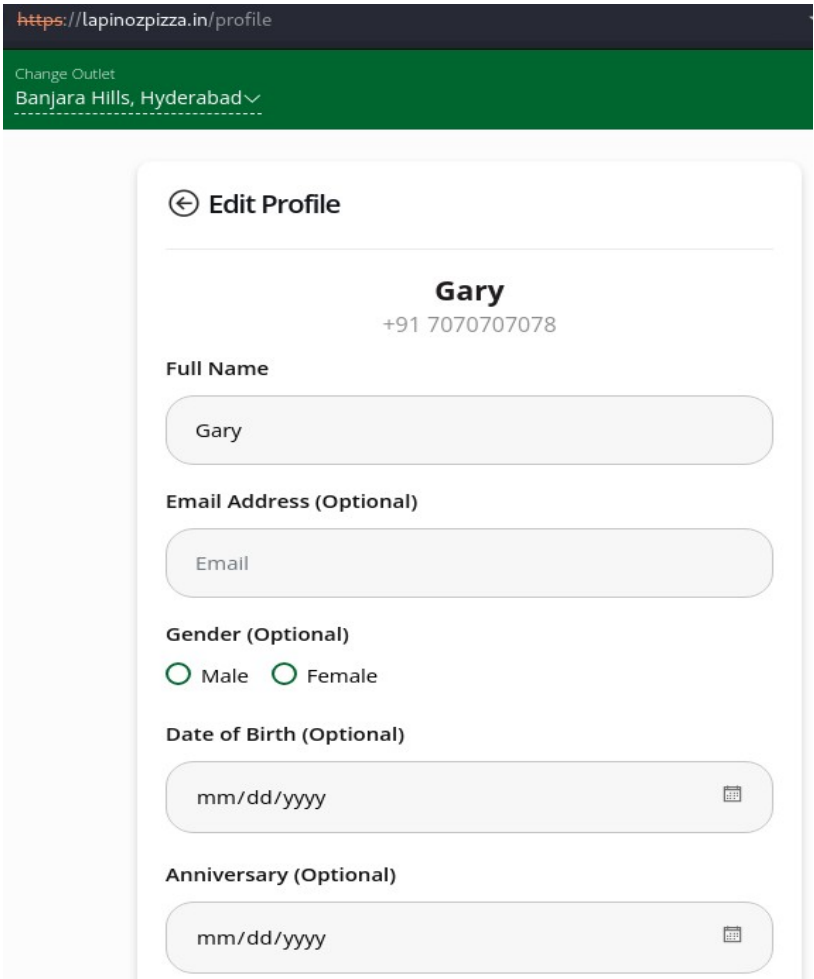 https://lapinozpizza.in/profile
Change Outlet
Banjara Hills, Hyderabad
Edit Profile
Gary
+91 7070707078
Full Name
Gary
Email Address (Optional)
Email
Gender (Optional)
Male Female
Date of Birth (Optional)
mm/dd/yyyy
Anniversary (Optional)
mm/dd/yyyy